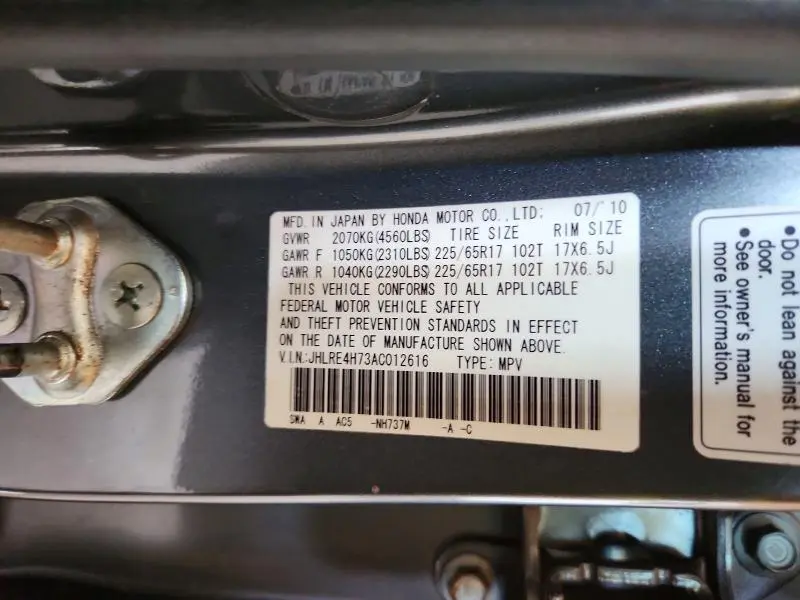 MFD. IN JAPAN BY HONDA MOTOR CO., LTD: 07/'10
GVWR 2070KG(4560LBS) TIRE SIZE RIM SIZE
GAWR F 1050KG(2310LBS) 225/65R17 102T 17X6.5J
GAWR R 1040KG(2290LBS) 225/65R17 102T 17X6.5J
THIS VEHICLE CONFORMS TO ALL APPLICABLE
FEDERAL MOTOR VEHICLE SAFETY
AND THEFT PREVENTION STANDARDS IN EFFECT
ON THE DATE OF MANUFACTURE SHOWN ABOVE.
V.I.N.:JHLRE4H73AC012616 TYPE: MPV
SWA A AC5 -NH737M -A -C
•Do not lean against the
door.
•See owner's manual for
more information.